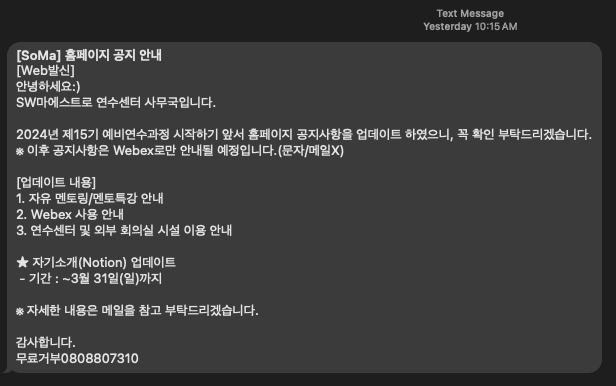 Text Message
Yesterday 10:15 AM
[SoMa] 홈페이지 공지 안내
[Web발신]
안녕하세요:)
SW마에스트로 연수센터 사무국입니다.
2024년 제15기 예비연수과정 시작하기 앞서 홈페이지 공지사항을 업데이트 하였으니, 꼭 확인 부탁드리겠습니다.
※ 이후 공지사항은 Webex로만 안내될 예정입니다.(문자/메일X)
[업데이트 내용]
1. 자유 멘토링/멘토특강 안내
2. Webex 사용 안내
3. 연수센터 및 외부 회의실 시설 이용 안내
★ 자기소개(Notion) 업데이트
- 기간 : ~3월 31일(일)까지
※ 자세한 내용은 메일을 참고 부탁드리겠습니다.
감사합니다.
무료거부0808807310